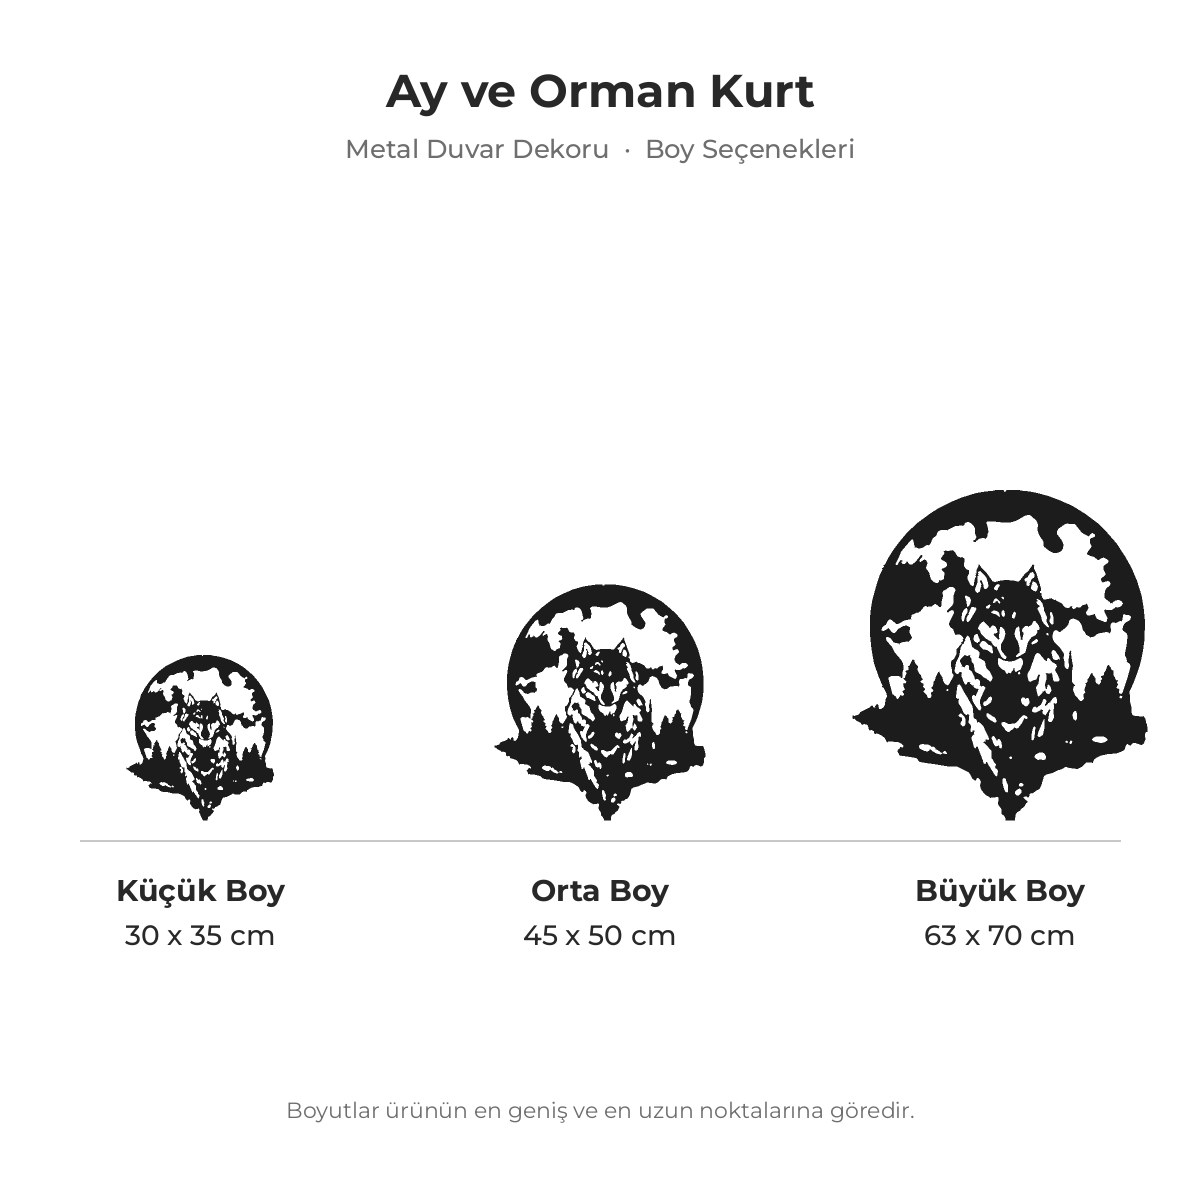 Ay ve Orman Kurt
Metal Duvar Dekoru · Boy Seçenekleri
Küçük Boy
30 x 35 cm
Orta Boy
45 x 50 cm
Büyük Boy
63 x 70 cm
Boyutlar ürünün en geniş ve en uzun noktalarına göredir.